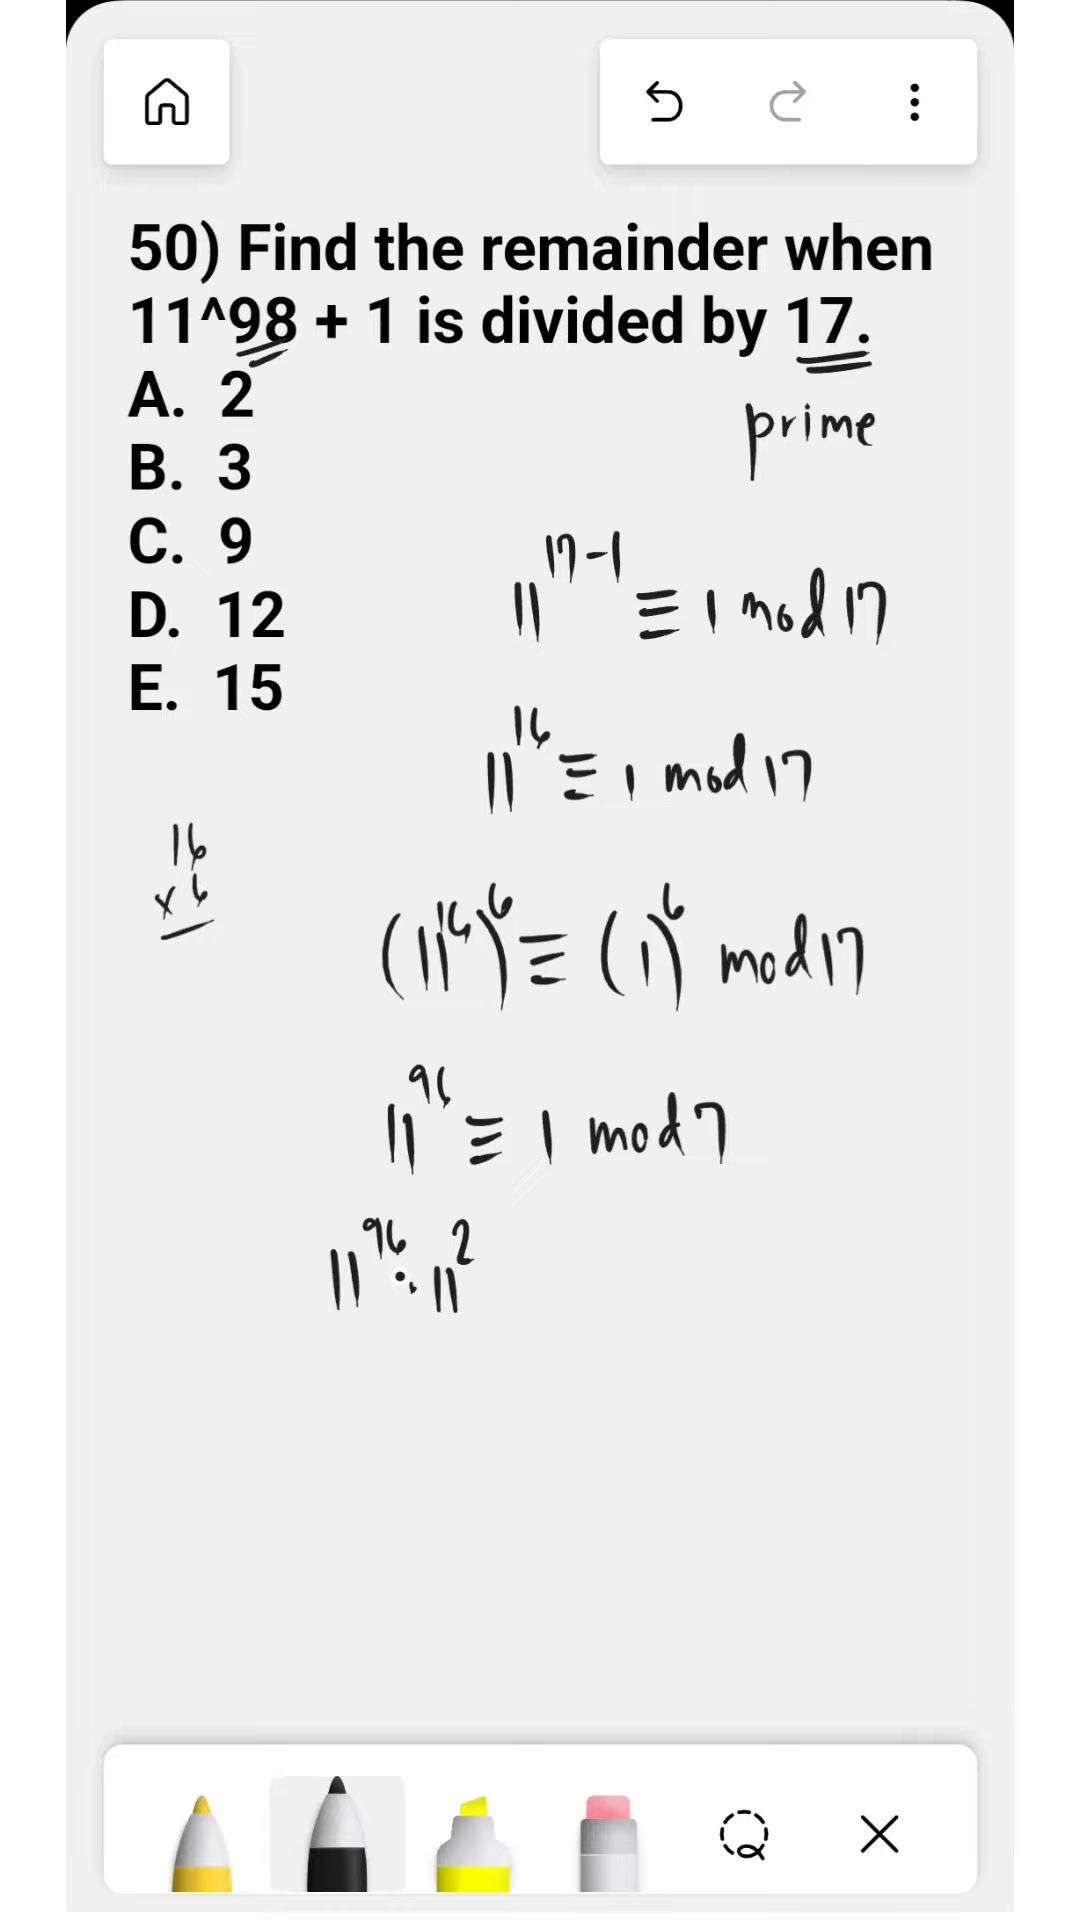 50) Find the remainder when
11^98 + 1 is divided by 17.
A. 2
B. 3
C. 9
D. 12
E. 15
prime
11^17-1 ≡ 1 mod 17
11^16 ≡ 1 mod 17
16
x 6
(11^16)^6 ≡ (1)^6 mod 17
11^96 ≡ 1 mod 7
11^96 . 11^2